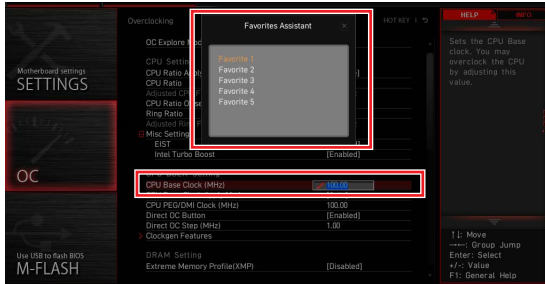 Overclocking
HOT KEY
HELP
INFO
Favorites Assistant
×
Favorite 1
Favorite 2
Favorite 3
Favorite 4
Favorite 5
OC Explore
CPU Ratio
CPU Ratio
Ring Ratio
Misc Setting
EIST
Intel Turbo Boost [Enabled]
CPU Base Clock (MHz) 100.00
CPU PEG/DMI Clock (MHz) 100.00
Direct OC Button [Enabled]
Direct OC Step (MHz) 1.00
Clockgen Features
DRAM Setting
Extreme Memory Profile(XMP) [Disabled]
Motherboard settings
SETTINGS
OC
Use USB to flash BIOS
M-FLASH
Sets the CPU Base
clock. You may
overclock the CPU
by adjusting this
value.
↑↓: Move
→←: Group Jump
Enter: Select
+/-: Value
F1: General Help